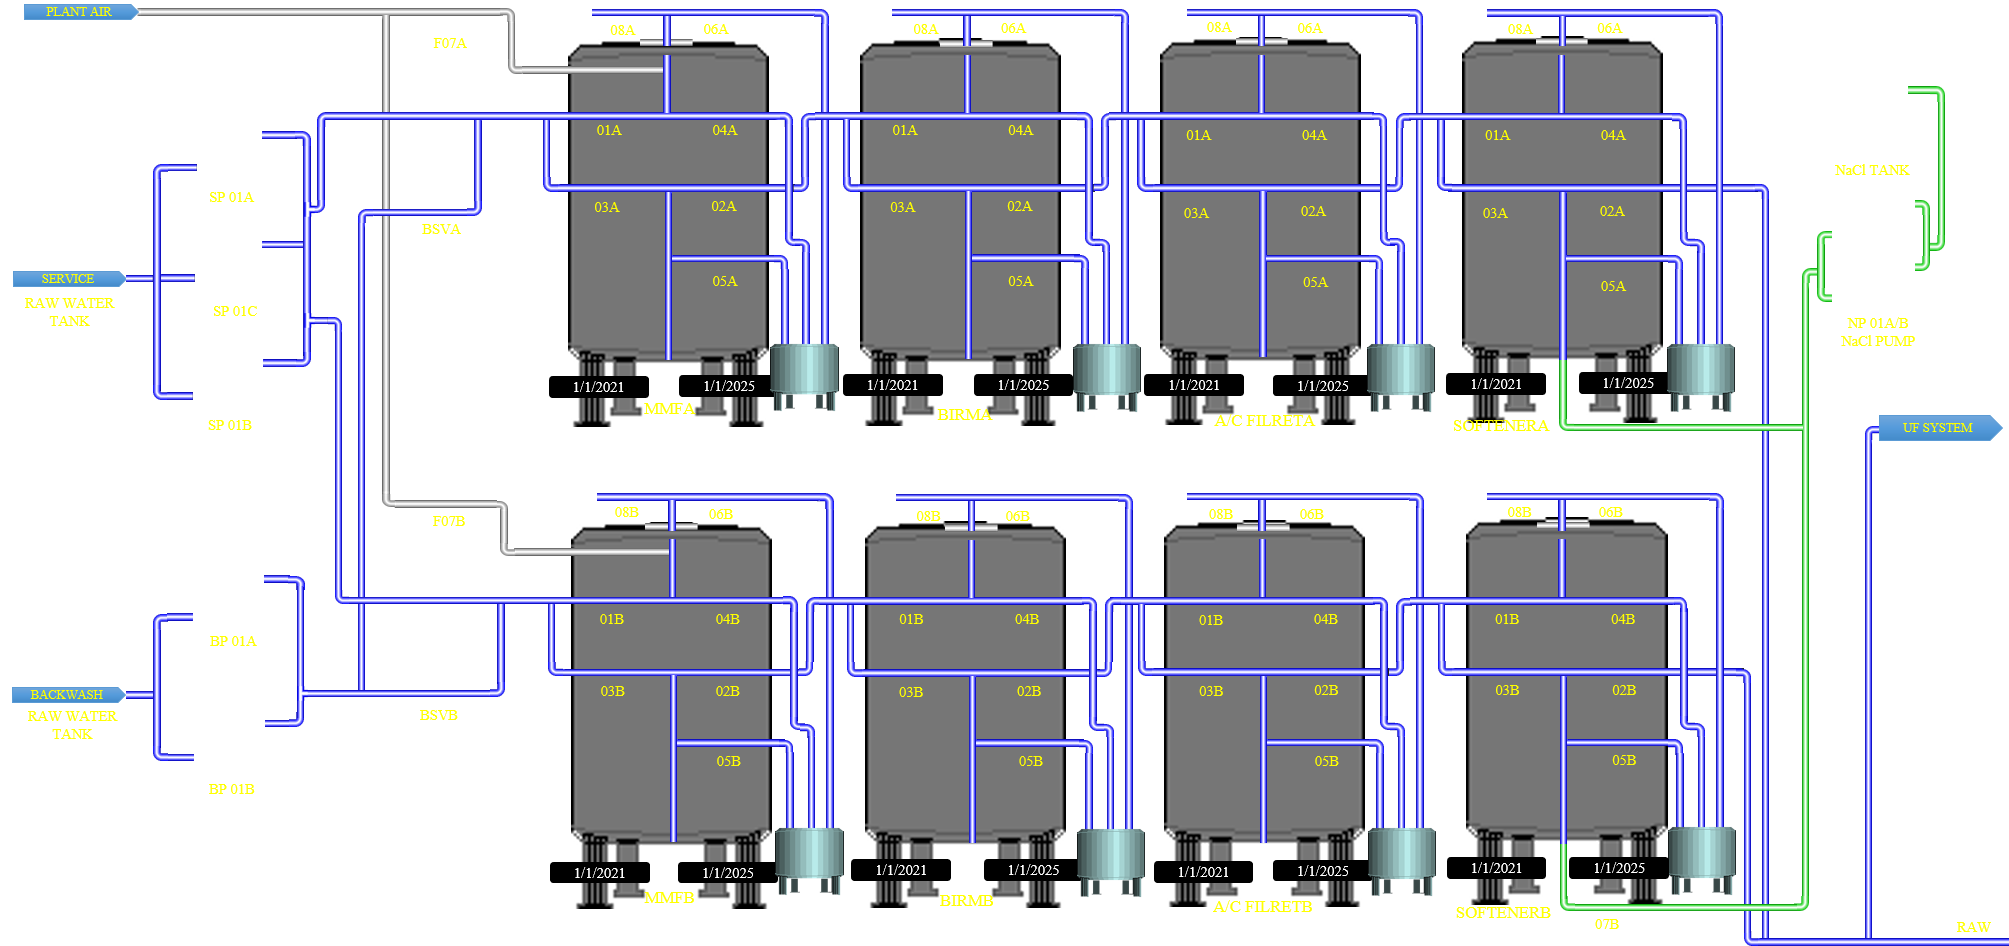 PLANT AIR
F07A
08A
06A
08A
06A
08A
06A
08A
06A
01A
04A
01A
04A
01A
04A
01A
04A
NaCl TANK
SP 01A
03A
02A
03A
02A
03A
02A
03A
02A
BSVA
SERVICE
RAW WATER
TANK
SP 01C
05A
05A
05A
05A
NP 01A/B
NaCl PUMP
1/1/2021
1/1/2025
1/1/2021
1/1/2025
1/1/2021
1/1/2025
1/1/2021
1/1/2025
MMFA
BIRMA
A/C FILRETA
SOFTENERA
SP 01B
UF SYSTEM
F07B
08B
06B
08B
06B
08B
06B
08B
06B
01B
04B
01B
04B
01B
04B
01B
04B
BP 01A
03B
02B
03B
02B
03B
02B
03B
02B
BACKWASH
RAW WATER
TANK
BSVB
05B
05B
05B
05B
BP 01B
1/1/2021
1/1/2025
1/1/2021
1/1/2025
1/1/2021
1/1/2025
1/1/2021
1/1/2025
MMFB
BIRMB
A/C FILRETB
SOFTENERB
07B
RAW